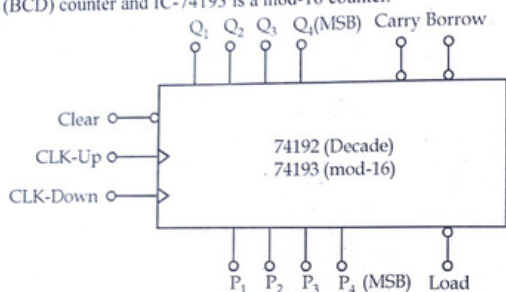 (BCD) counter and IC-74193 is a mod-16 counter.
Q1 Q2 Q3 Q4(MSB) Carry Borrow
Clear
CLK-Up
CLK-Down
74192 (Decade)
74193 (mod-16)
P1 P2 P3 P4 (MSB) Load